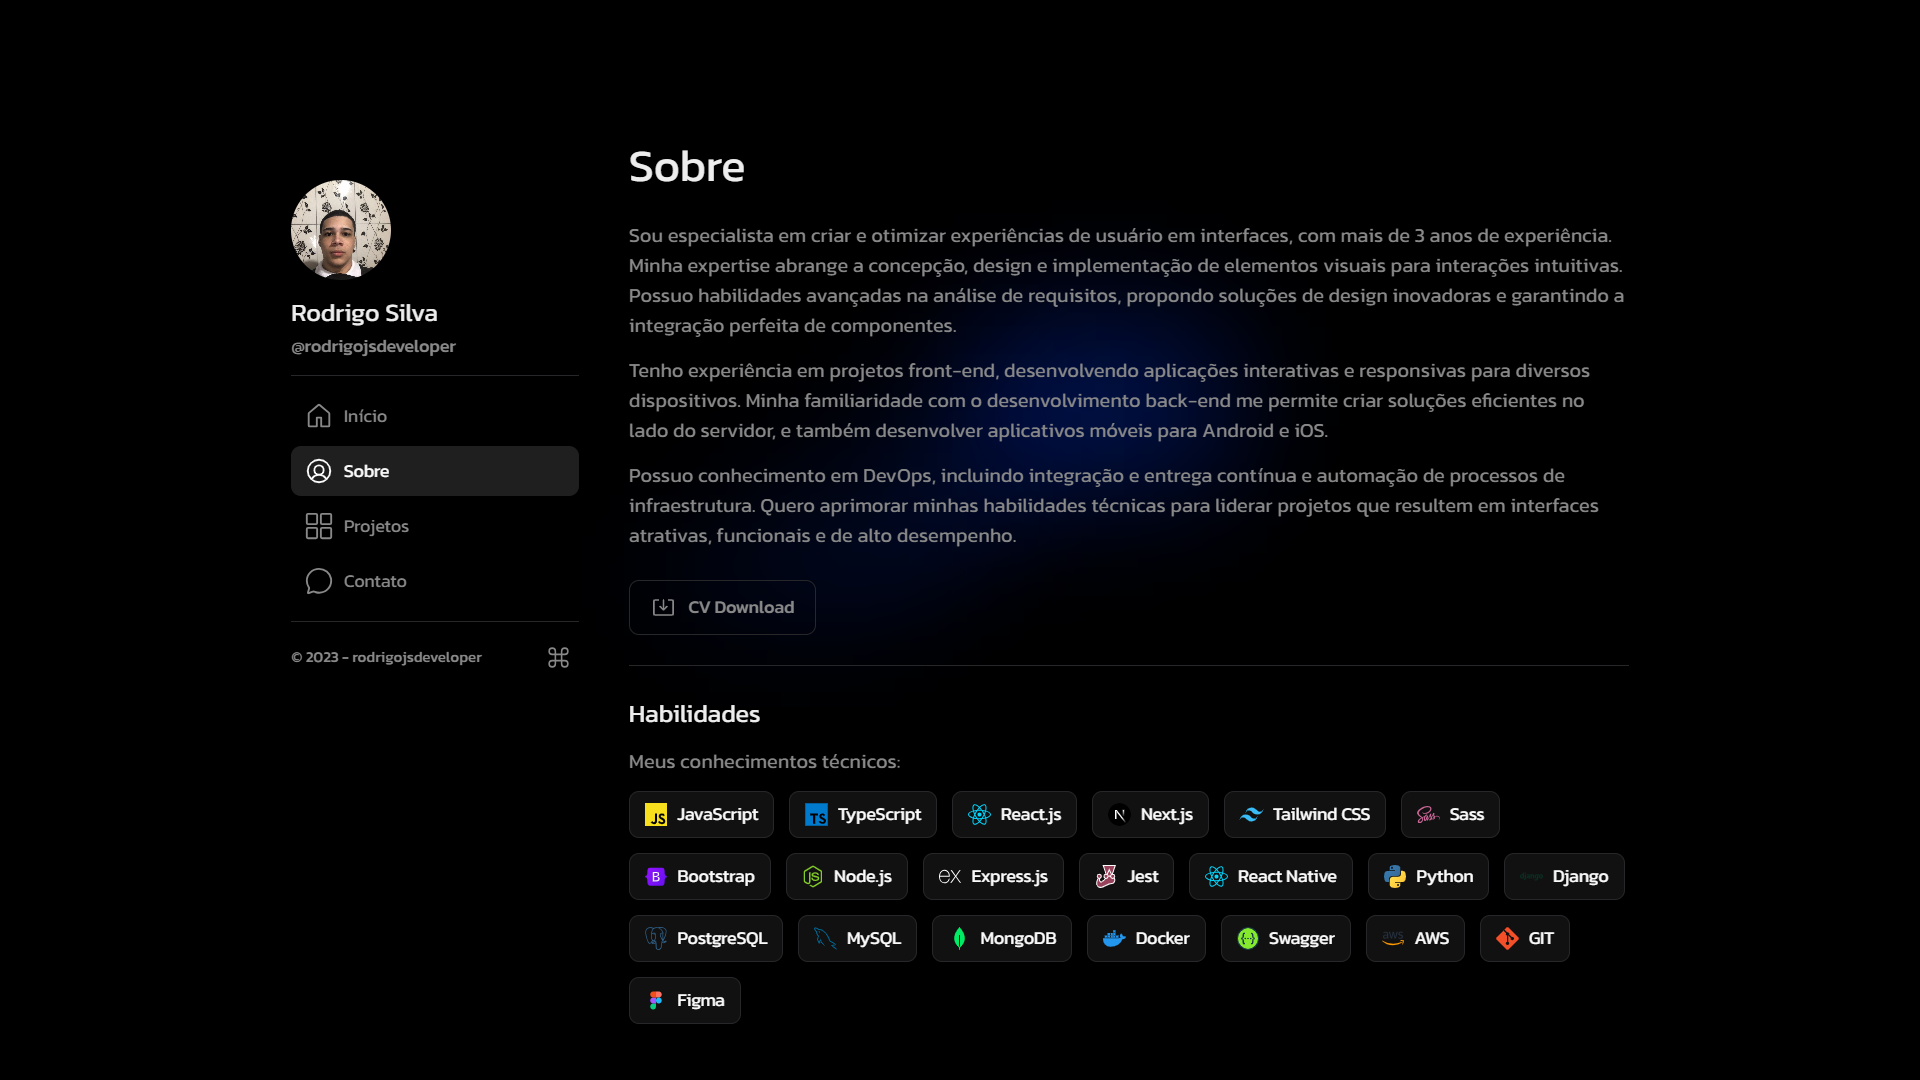 Rodrigo Silva
@rodrigojsdeveloper
Início
Sobre
Projetos
Contato
© 2023 - rodrigojsdeveloper
Sobre
Sou especialista em criar e otimizar experiências de usuário em interfaces, com mais de 3 anos de experiência.
Minha expertise abrange a concepção, design e implementação de elementos visuais para interações intuitivas.
Possuo habilidades avançadas na análise de requisitos, propondo soluções de design inovadoras e garantindo a
integração perfeita de componentes.
Tenho experiência em projetos front-end, desenvolvendo aplicações interativas e responsivas para diversos
dispositivos. Minha familiaridade com o desenvolvimento back-end me permite criar soluções eficientes no
lado do servidor, e também desenvolver aplicativos móveis para Android e iOS.
Possuo conhecimento em DevOps, incluindo integração e entrega contínua e automação de processos de
infraestrutura. Quero aprimorar minhas habilidades técnicas para liderar projetos que resultem em interfaces
atrativas, funcionais e de alto desempenho.
CV Download
Habilidades
Meus conhecimentos técnicos:
JS JavaScript TS TypeScript React.js N Next.js Tailwind CSS Sass Sass
B Bootstrap JS Node.js EX Express.js Jest React Native Python django Django
PostgreSQL MySQL MongoDB Docker {··} Swagger aws AWS GIT
Figma